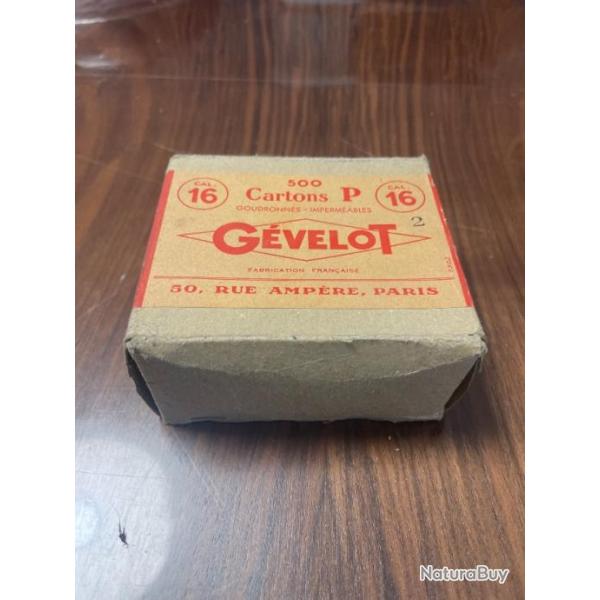 500
CAL. 16 Cartons P CAL. 16
GOUDRONNÉS - IMPERMÉABLES
2
GÉVELOT
FABRICATION FRANÇAISE
50, RUE AMPÈRE, PARIS
NaturaBuy